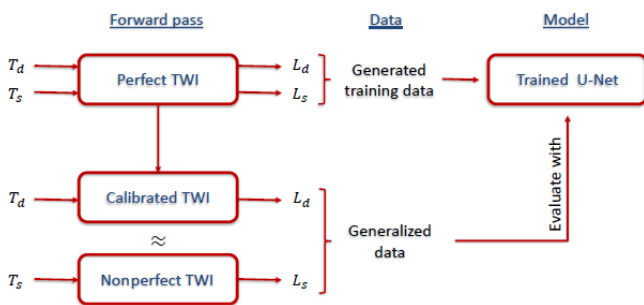 Forward pass Data Model
T_d Perfect TWI L_d
T_s L_s
Generated
training data
Trained U-Net
T_d Calibrated TWI L_d
≈
T_s Nonperfect TWI L_s
Generalized
data
Evaluate with